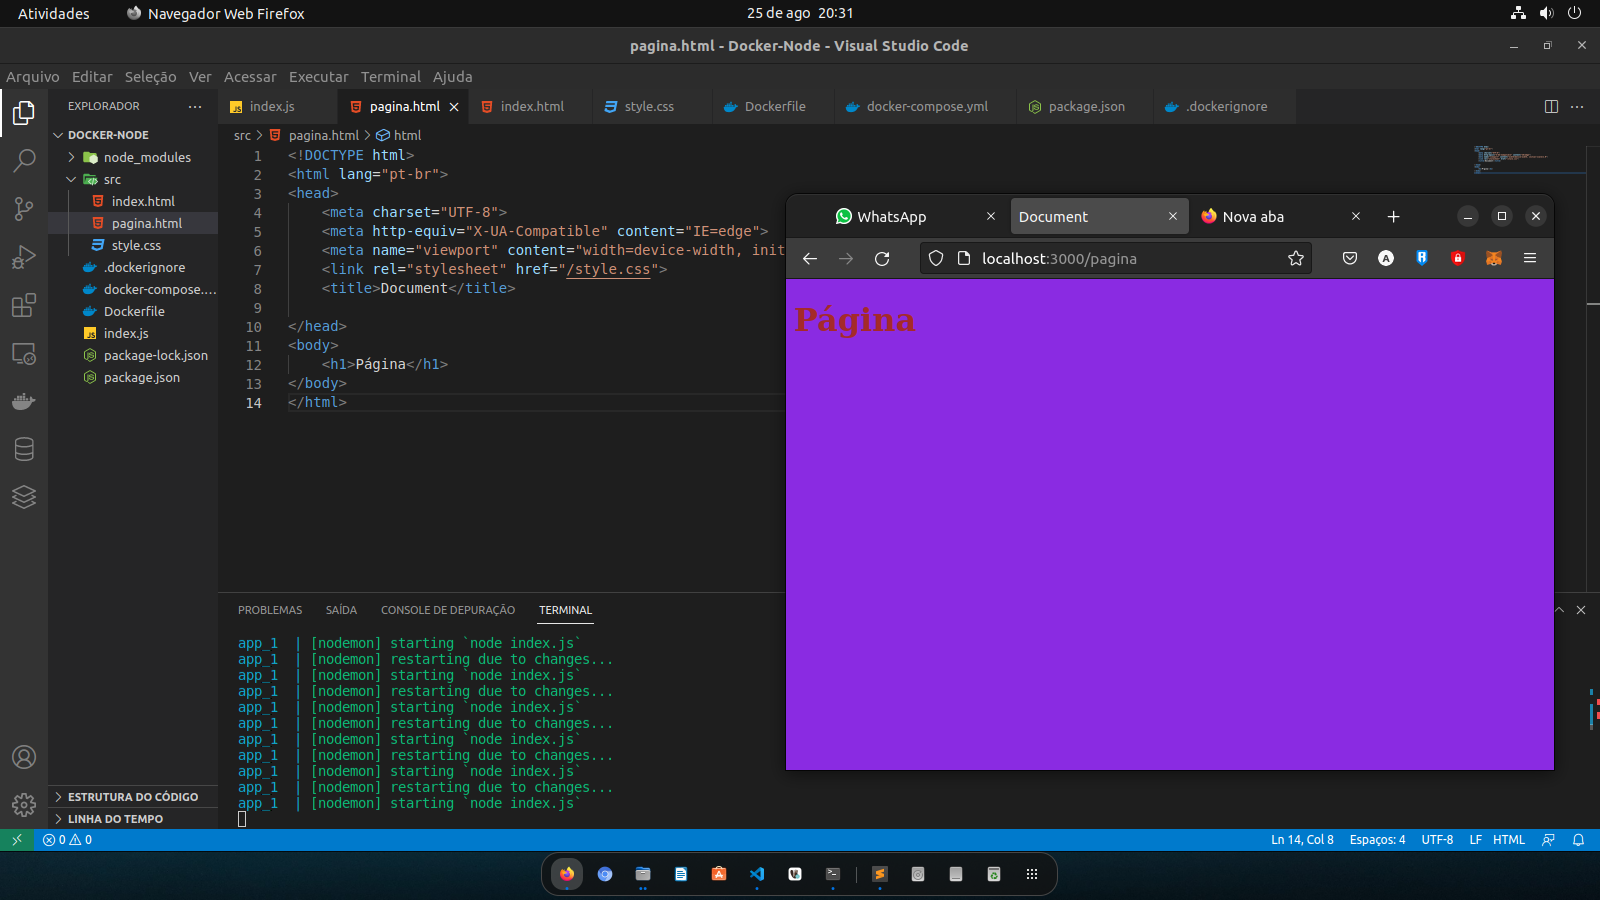 Atividades
Navegador Web Firefox
25 de ago 20:31
pagina.html - Docker-Node - Visual Studio Code
Arquivo Editar Seleção Ver Acessar Executar Terminal Ajuda
EXPLORADOR
index.js
pagina.html
index.html
style.css
Dockerfile
docker-compose.yml
package.json
.dockerignore
DOCKER-NODE
node_modules
src
index.html
pagina.html
style.css
.dockerignore
docker-compose....
Dockerfile
index.js
package-lock.json
package.json
ESTRUTURA DO CÓDIGO
LINHA DO TEMPO
src > pagina.html > html
1 <!DOCTYPE html>
2 <html lang="pt-br">
3 <head>
4 <meta charset="UTF-8">
5 <meta http-equiv="X-UA-Compatible" content="IE=edge">
6 <meta name="viewport" content="width=device-width, init
7 <link rel="stylesheet" href="/style.css">
8 <title>Document</title>
9
10 </head>
11 <body>
12 <h1>Página</h1>
13 </body>
14 </html>
WhatsApp
Document
Nova aba
localhost:3000/pagina
Página
PROBLEMAS SAÍDA CONSOLE DE DEPURAÇÃO TERMINAL
app_1 | [nodemon] starting `node index.js`
app_1 | [nodemon] restarting due to changes...
app_1 | [nodemon] starting `node index.js`
app_1 | [nodemon] restarting due to changes...
app_1 | [nodemon] starting `node index.js`
app_1 | [nodemon] restarting due to changes...
app_1 | [nodemon] starting `node index.js`
app_1 | [nodemon] restarting due to changes...
app_1 | [nodemon] starting `node index.js`
app_1 | [nodemon] restarting due to changes...
app_1 | [nodemon] starting `node index.js`
0 0
Ln 14, Col 8 Espaços: 4 UTF-8 LF HTML